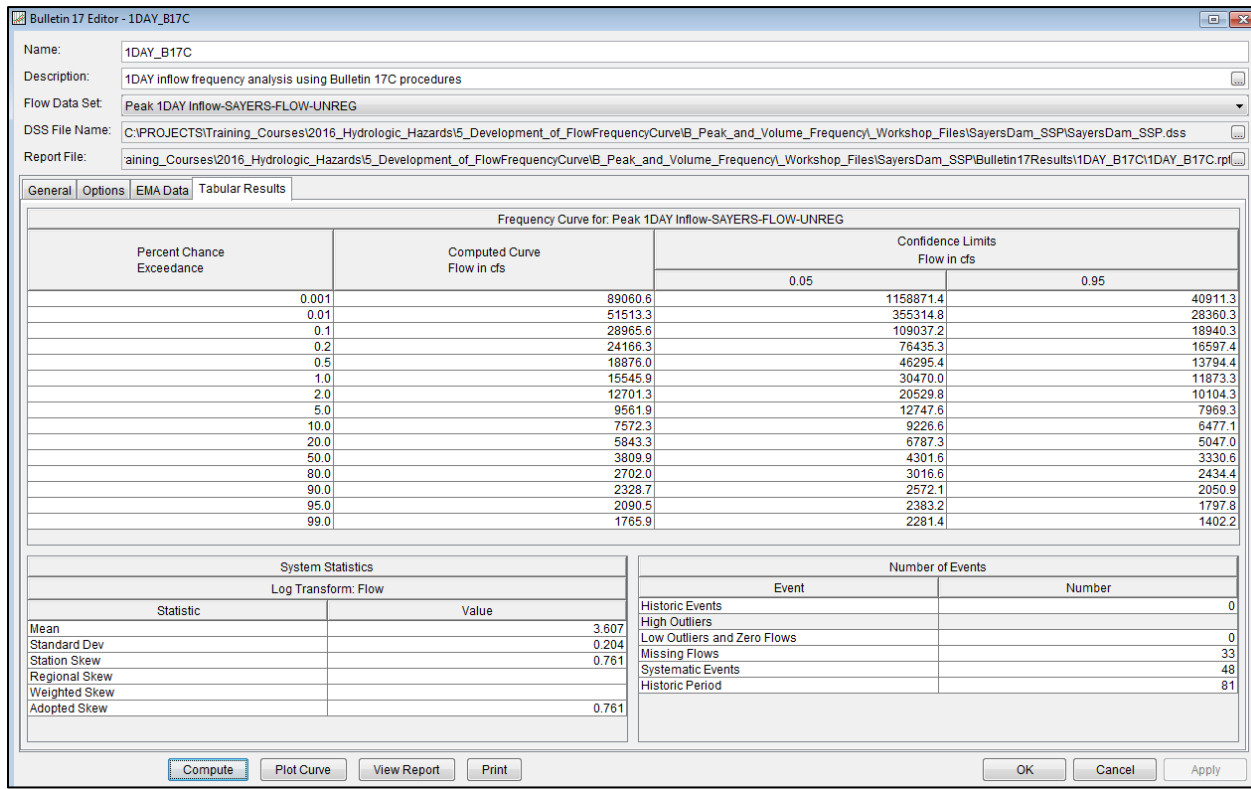 Bulletin 17 Editor - 1DAY_B17C
Name: 1DAY_B17C
Description: 1DAY inflow frequency analysis using Bulletin 17C procedures ...
Flow Data Set: Peak 1DAY Inflow-SAYERS-FLOW-UNREG
DSS File Name: C:\PROJECTS\Training_Courses\2016_Hydrologic_Hazards\5_Development_of_FlowFrequencyCurve\B_Peak_and_Volume_Frequency\_Workshop_Files\SayersDam_SSP\SayersDam_SSP.dss ...
Report File: raining_Courses\2016_Hydrologic_Hazards\5_Development_of_FlowFrequencyCurve\B_Peak_and_Volume_Frequency\_Workshop_Files\SayersDam_SSP\Bulletin17Results\1DAY_B17C\1DAY_B17C.rpt ...
General Options EMA Data Tabular Results
Frequency Curve for: Peak 1DAY Inflow-SAYERS-FLOW-UNREG
Percent Chance Exceedance Computed Curve Flow in cfs Confidence Limits Flow in cfs
0.05 0.95
0.001 89060.6 1158871.4 40911.3
0.01 51513.3 355314.8 28360.3
0.1 28965.6 109037.2 18940.3
0.2 24166.3 76435.3 16597.4
0.5 18876.0 46295.4 13794.4
1.0 15545.9 30470.0 11873.3
2.0 12701.3 20529.8 10104.3
5.0 9561.9 12747.6 7969.3
10.0 7572.3 9226.6 6477.1
20.0 5843.3 6787.3 5047.0
50.0 3809.9 4301.6 3330.6
80.0 2702.0 3016.6 2434.4
90.0 2328.7 2572.1 2050.9
95.0 2090.5 2383.2 1797.8
99.0 1765.9 2281.4 1402.2
System Statistics
Log Transform: Flow
Statistic Value
Mean 3.607
Standard Dev 0.204
Station Skew 0.761
Regional Skew
Weighted Skew
Adopted Skew 0.761
Number of Events
Event Number
Historic Events 0
High Outliers
Low Outliers and Zero Flows 0
Missing Flows 33
Systematic Events 48
Historic Period 81
Compute Plot Curve View Report Print OK Cancel Apply